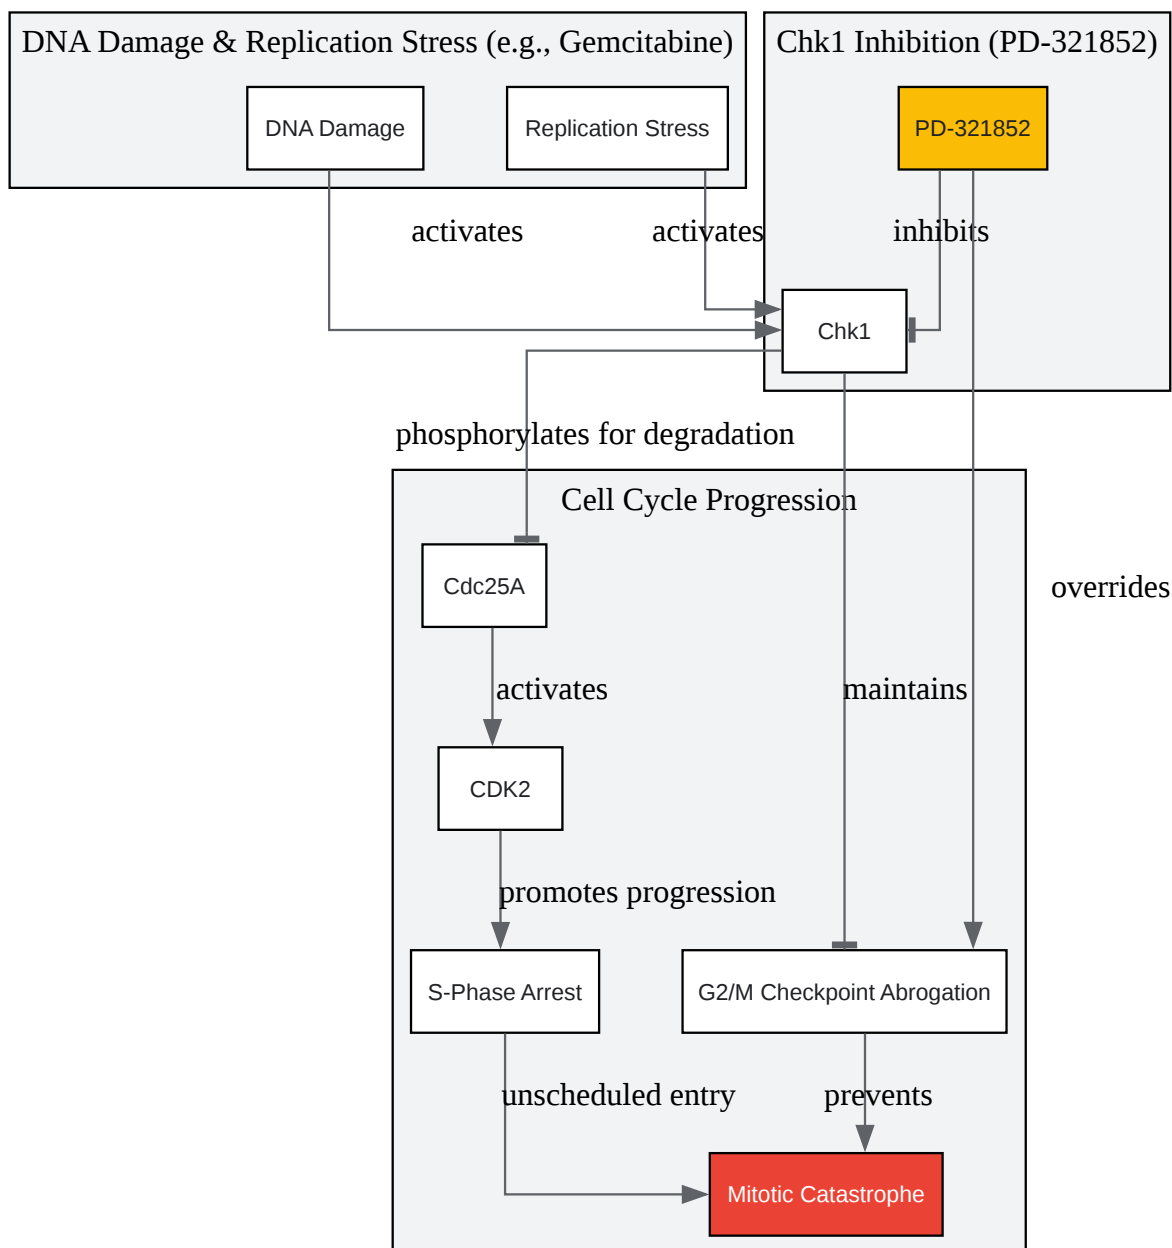 DNA Damage & Replication Stress (e.g., Gemcitabine)
Chk1 Inhibition (PD-321852)
DNA Damage
Replication Stress
PD-321852
activates
activates
inhibits
Chk1
phosphorylates for degradation
Cell Cycle Progression
Cdc25A
overrides
activates
maintains
CDK2
promotes progression
S-Phase Arrest
G2/M Checkpoint Abrogation
unscheduled entry
prevents
Mitotic Catastrophe